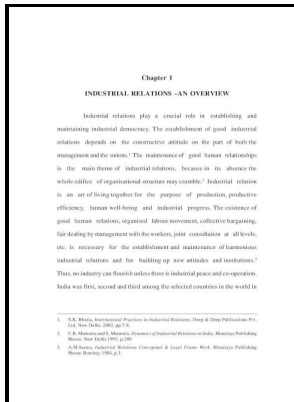 Chapter 1
INDUSTRIAL RELATIONS –AN OVERVIEW
Industrial relations play a crucial role in establishing and
maintaining industrial democracy. The establishment of good industrial
relations depends on the constructive attitude on the part of both the
management and the unions.1 The maintenance of good human relationships
is the main theme of industrial relations, because in its absence the
whole edifice of organisational structure may crumble.2 Industrial relation
is an art of living together for the purpose of production, productive
efficiency, human well-being and industrial progress. The existence of
good human relations, organised labour movement, collective bargaining,
fair dealing by management with the workers, joint consultation at all levels,
etc. is necessary for the establishment and maintenance of harmonious
industrial relations and for building up new attitudes and institutions.3
Thus, no industry can flourish unless there is industrial peace and co-operation.
India was first, second and third among the selected countries in the world in
1. S.K. Bhatia, International Practices in Industrial Relations, Deep & Deep Publications Pvt.
Ltd, New Delhi, 2002, pp.7-8.
2. C.B. Mamoria and S. Mamoria, Dynamics of Industrial Relations in India, Himalaya Publishing
House, New Delhi,1995, p.209
3. A.M.Sarma, Industrial Relations Conceptual & Legal Frame Work, Himalaya Publishing
House, Bombay, 1984, p.3.